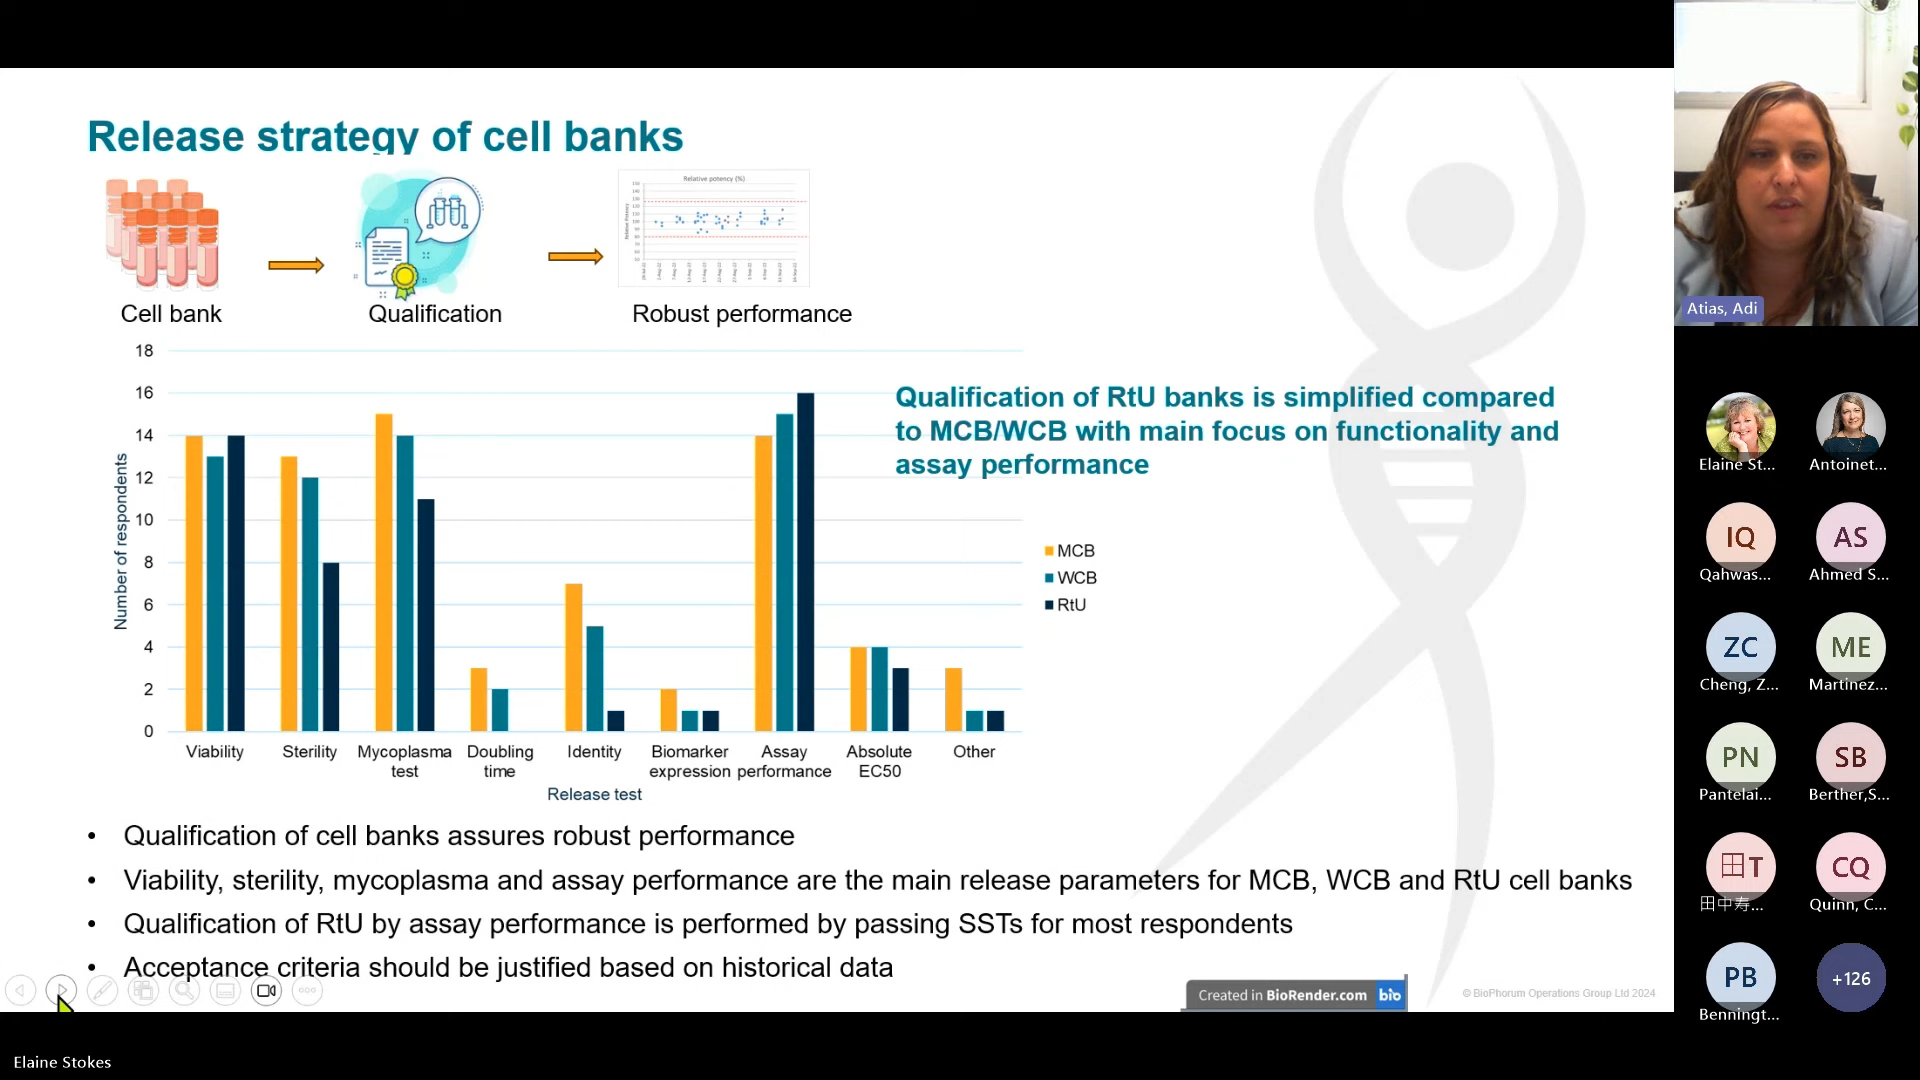 Release strategy of cell banks
Relative potency (%)
Cell bank
Qualification
Robust performance
Qualification of RtU banks is simplified compared
to MCB/WCB with main focus on functionality and
assay performance
Number of respondents
18
16
14
12
10
8
6
4
2
0
Viability
Sterility
Mycoplasma
test
Doubling
time
Identity
Biomarker
expression
Assay
performance
Absolute
EC50
Other
Release test
MCB
WCB
RtU
• Qualification of cell banks assures robust performance
• Viability, sterility, mycoplasma and assay performance are the main release parameters for MCB, WCB and RtU cell banks
• Qualification of RtU by assay performance is performed by passing SSTs for most respondents
• Acceptance criteria should be justified based on historical data
Created in BioRender.com bio
© BioPhorum Operations Group Ltd 2024
Elaine Stokes
Atias, Adi
Elaine St...
Antoinet...
IQ
Qahwas...
AS
Ahmed S...
ZC
Cheng, Z...
ME
Martinez...
PN
Pantelai...
SB
Berther,S...
田T
田中寿...
CQ
Quinn, C...
PB
Benningt...
+126